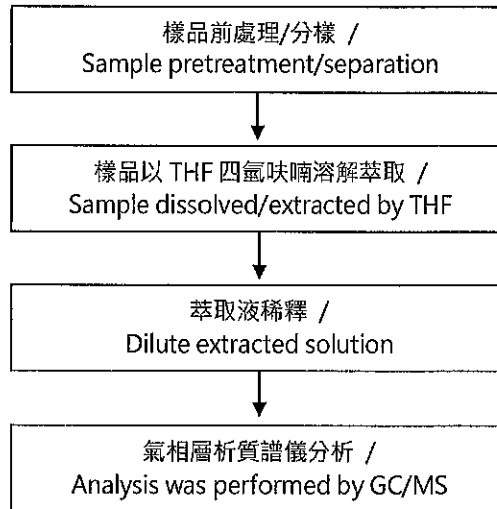 樣品前處理/分樣 /
Sample pretreatment/separation
樣品以 THF 四氫呋喃溶解萃取 /
Sample dissolved/extracted by THF
萃取液稀釋 /
Dilute extracted solution
氣相層析質譜儀分析 /
Analysis was performed by GC/MS